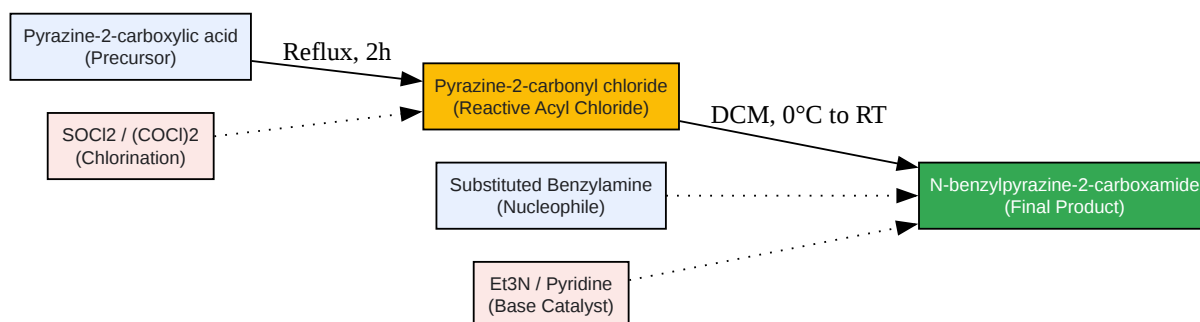 Pyrazine-2-carboxylic acid
(Precursor)
Reflux, 2h
SOCl2 / (COCl)2
(Chlorination)
Pyrazine-2-carbonyl chloride
(Reactive Acyl Chloride)
DCM, 0°C to RT
Substituted Benzylamine
(Nucleophile)
Et3N / Pyridine
(Base Catalyst)
N-benzylpyrazine-2-carboxamide
(Final Product)